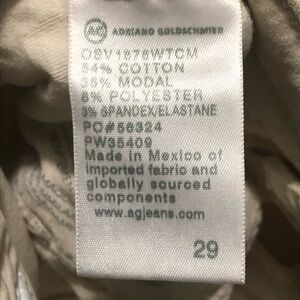 AG ADRIANO GOLDSCHMIED
DSV1878WTCM
54% COTTON
35% MODAL
8% POLYESTER
3% SPANDEX/ELASTANE
PO#56324
PW35409
Made in Mexico of
imported fabric and
globally sourced
components
www.agjeans.com
29